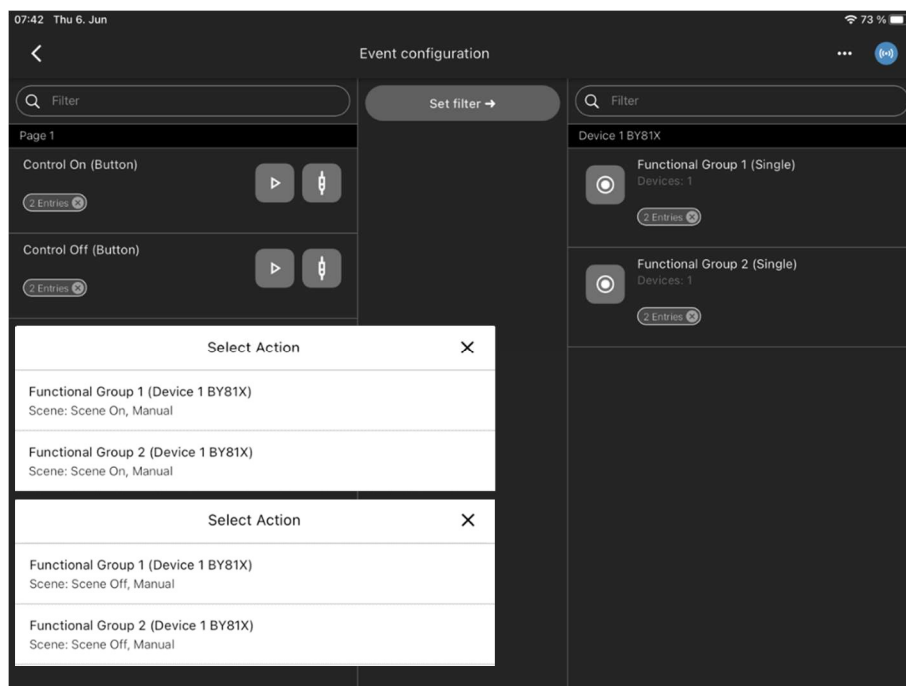 07:42 Thu 6. Jun
73 %
Event configuration
Filter
Set filter →
Filter
Page 1
Control On (Button)
2 Entries
Control Off (Button)
2 Entries
Device 1 BY81X
Functional Group 1 (Single)
Devices: 1
2 Entries
Functional Group 2 (Single)
Devices: 1
2 Entries
Select Action
Functional Group 1 (Device 1 BY81X)
Scene: Scene On, Manual
Functional Group 2 (Device 1 BY81X)
Scene: Scene On, Manual
Select Action
Functional Group 1 (Device 1 BY81X)
Scene: Scene Off, Manual
Functional Group 2 (Device 1 BY81X)
Scene: Scene Off, Manual